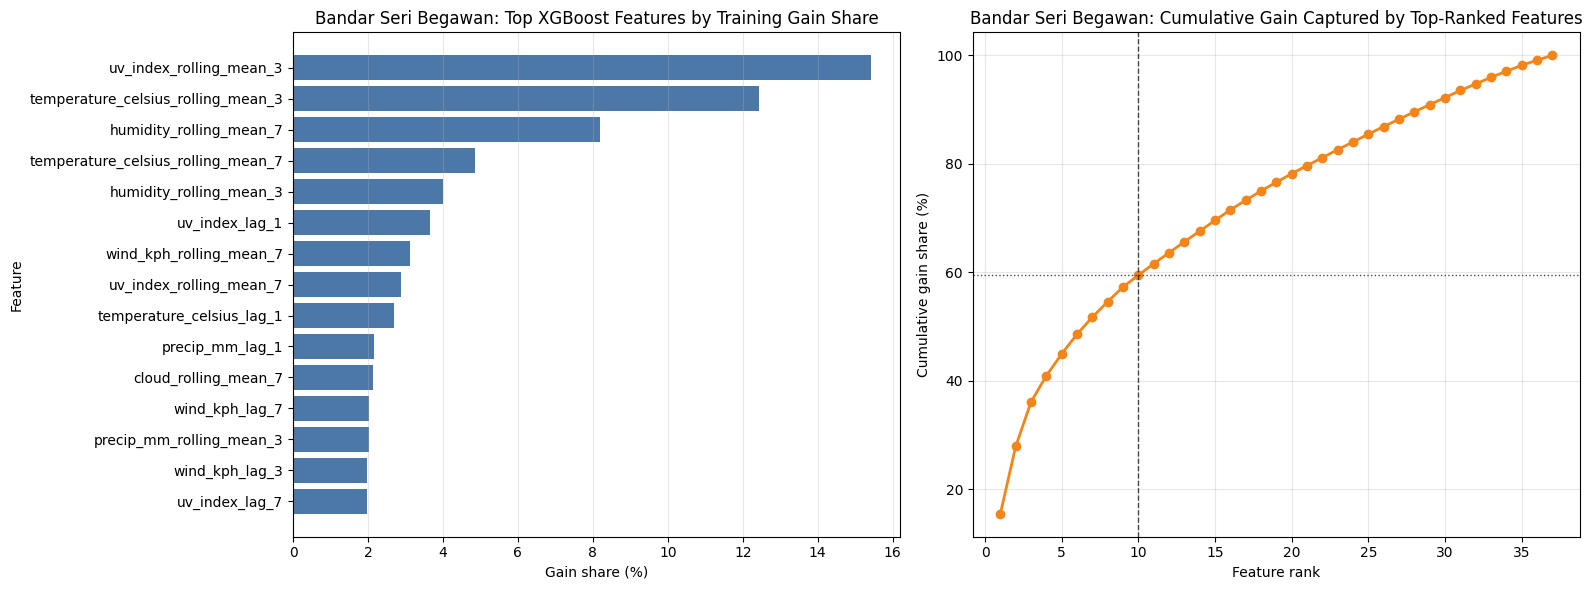 Bandar Seri Begawan: Top XGBoost Features by Training Gain Share
Feature
uv_index_rolling_mean_3
temperature_celsius_rolling_mean_3
humidity_rolling_mean_7
temperature_celsius_rolling_mean_7
humidity_rolling_mean_3
uv_index_lag_1
wind_kph_rolling_mean_7
uv_index_rolling_mean_7
temperature_celsius_lag_1
precip_mm_lag_1
cloud_rolling_mean_7
wind_kph_lag_7
precip_mm_rolling_mean_3
wind_kph_lag_3
uv_index_lag_7
0 2 4 6 8 10 12 14 16
Gain share (%)
Bandar Seri Begawan: Cumulative Gain Captured by Top-Ranked Features
Cumulative gain share (%)
100
80
60
40
20
0 5 10 15 20 25 30 35
Feature rank